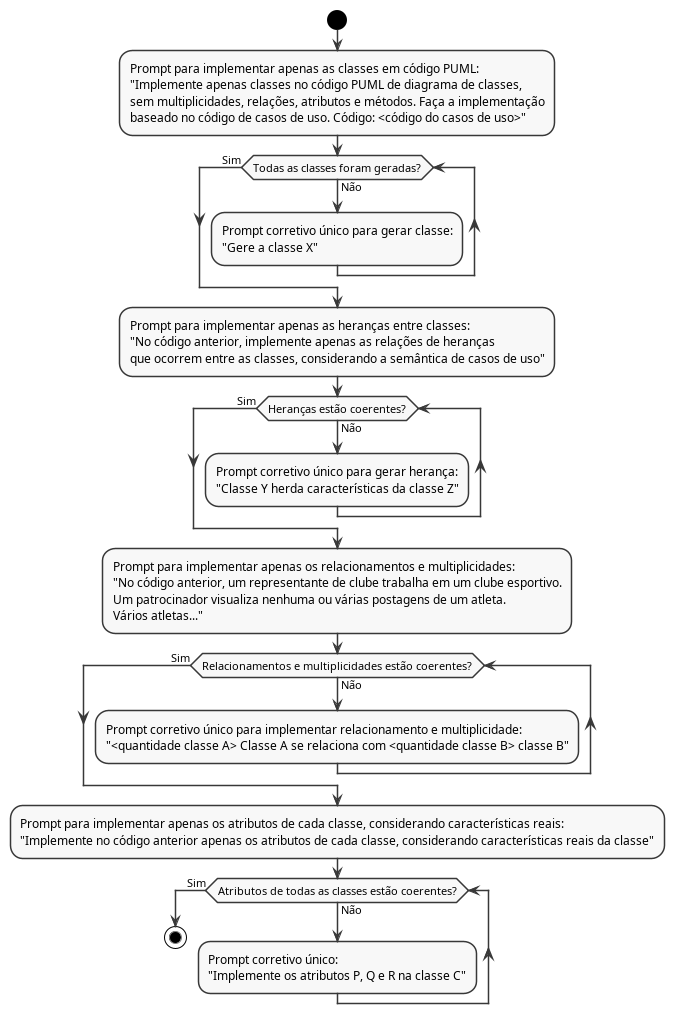 Prompt para implementar apenas as classes em código PUML:
"Implemente apenas classes no código PUML de diagrama de classes,
sem multiplicidades, relações, atributos e métodos. Faça a implementação
baseado no código de casos de uso. Código: <código do casos de uso>"
Sim
Todas as classes foram geradas?
Não
Prompt corretivo único para gerar classe:
"Gere a classe X"
Prompt para implementar apenas as heranças entre classes:
"No código anterior, implemente apenas as relações de heranças
que ocorrem entre as classes, considerando a semântica de casos de uso"
Sim
Heranças estão coerentes?
Não
Prompt corretivo único para gerar herança:
"Classe Y herda características da classe Z"
Prompt para implementar apenas os relacionamentos e multiplicidades:
"No código anterior, um representante de clube trabalha em um clube esportivo.
Um patrocinador visualiza nenhuma ou várias postagens de um atleta.
Vários atletas..."
Sim
Relacionamentos e multiplicidades estão coerentes?
Não
Prompt corretivo único para implementar relacionamento e multiplicidade:
"<quantidade classe A> Classe A se relaciona com <quantidade classe B> classe B"
Prompt para implementar apenas os atributos de cada classe, considerando características reais:
"Implemente no código anterior apenas os atributos de cada classe, considerando características reais da classe"
Sim
Atributos de todas as classes estão coerentes?
Não
Prompt corretivo único:
"Implemente os atributos P, Q e R na classe C"